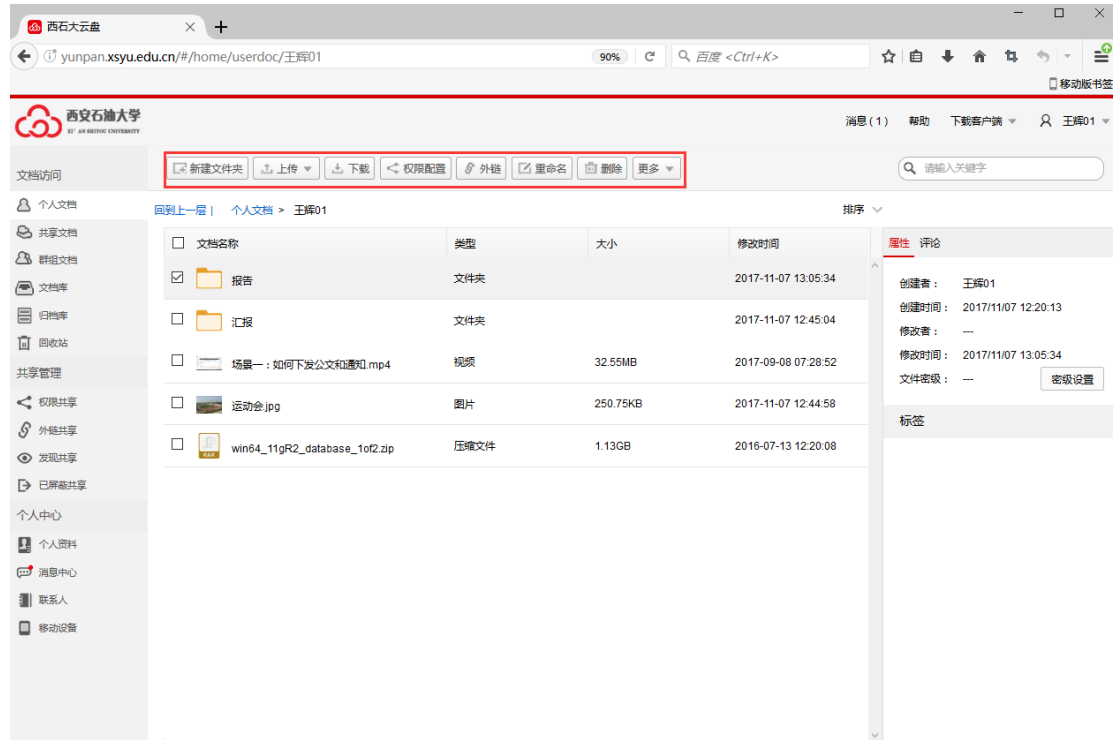 西石大云盘
yunpan.xsyu.edu.cn/#/home/userdoc/王辉01 90% 百度 <Ctrl+K>
移动版书签
西安石油大学 消息(1) 帮助 下载客户端 王辉01
XI' AN SHIYOU UNIVERSITY
文档访问 新建文件夹 上传 下载 权限配置 外链 重命名 删除 更多 请输入关键字
个人文档
共享文档
群组文档
文档库
归档库
回收站
共享管理
权限共享
外链共享
发现共享
已屏蔽共享
个人中心
个人资料
消息中心
联系人
移动设备
回到上一层 | 个人文档 > 王辉01 排序
文档名称 类型 大小 修改时间
报告 文件夹 2017-11-07 13:05:34
汇报 文件夹 2017-11-07 12:45:04
场景一：如何下发公文和通知.mp4 视频 32.55MB 2017-09-08 07:28:52
运动会.jpg 图片 250.75KB 2017-11-07 12:44:58
RAR win64_11gR2_database_1of2.zip 压缩文件 1.13GB 2016-07-13 12:20:08
属性 评论
创建者： 王辉01
创建时间： 2017/11/07 12:20:13
修改者： ---
修改时间： 2017/11/07 13:05:34
文件密级： --- 密级设置
标签